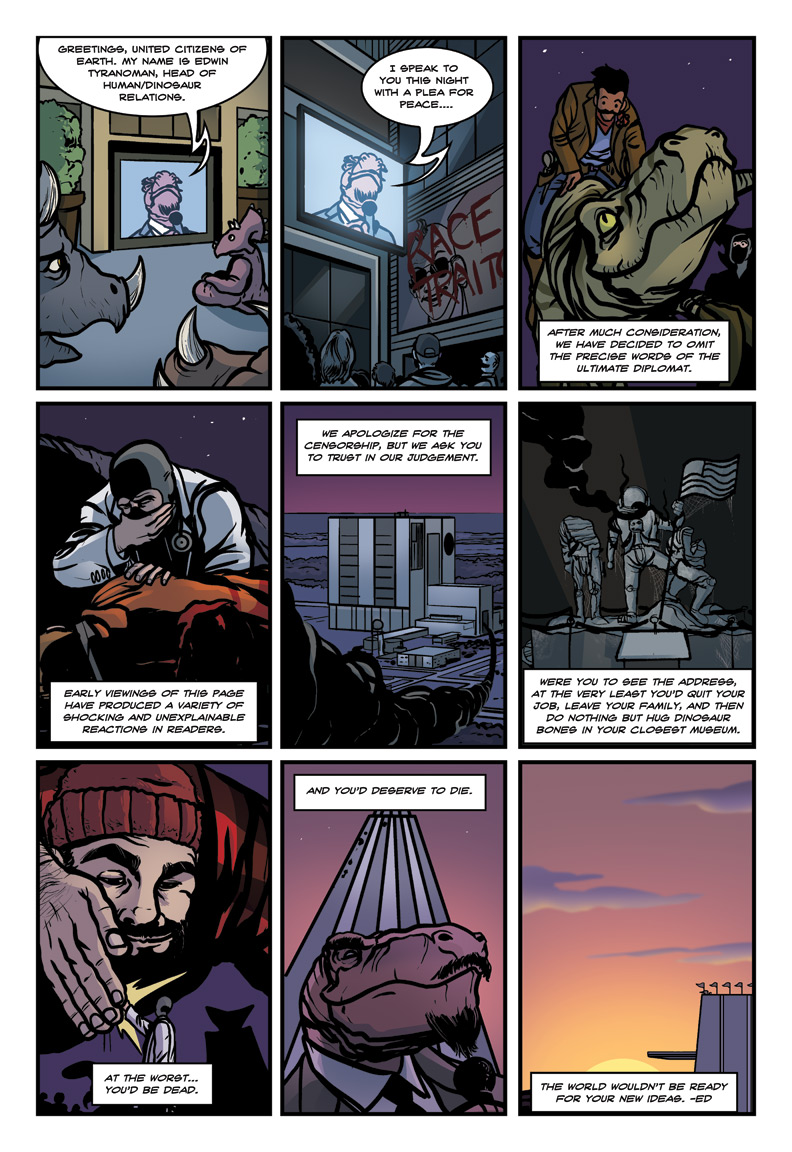 GREETINGS, UNITED CITIZENS OF
EARTH. MY NAME IS EDWIN
TYRANOMAN, HEAD OF
HUMAN/DINOSAUR
RELATIONS.
I SPEAK TO
YOU THIS NIGHT
WITH A PLEA FOR
PEACE....
RACE
TRAITO
AFTER MUCH CONSIDERATION,
WE HAVE DECIDED TO OMIT
THE PRECISE WORDS OF THE
ULTIMATE DIPLOMAT.
EARLY VIEWINGS OF THIS PAGE
HAVE PRODUCED A VARIETY OF
SHOCKING AND UNEXPLAINABLE
REACTIONS IN READERS.
WE APOLOGIZE FOR THE
CENSORSHIP, BUT WE ASK YOU
TO TRUST IN OUR JUDGEMENT.
WERE YOU TO SEE THE ADDRESS,
AT THE VERY LEAST YOU'D QUIT YOUR
JOB, LEAVE YOUR FAMILY, AND THEN
DO NOTHING BUT HUG DINOSAUR
BONES IN YOUR CLOSEST MUSEUM.
AT THE WORST...
YOU'D BE DEAD.
AND YOU'D DESERVE TO DIE.
THE WORLD WOULDN'T BE READY
FOR YOUR NEW IDEAS. -ED